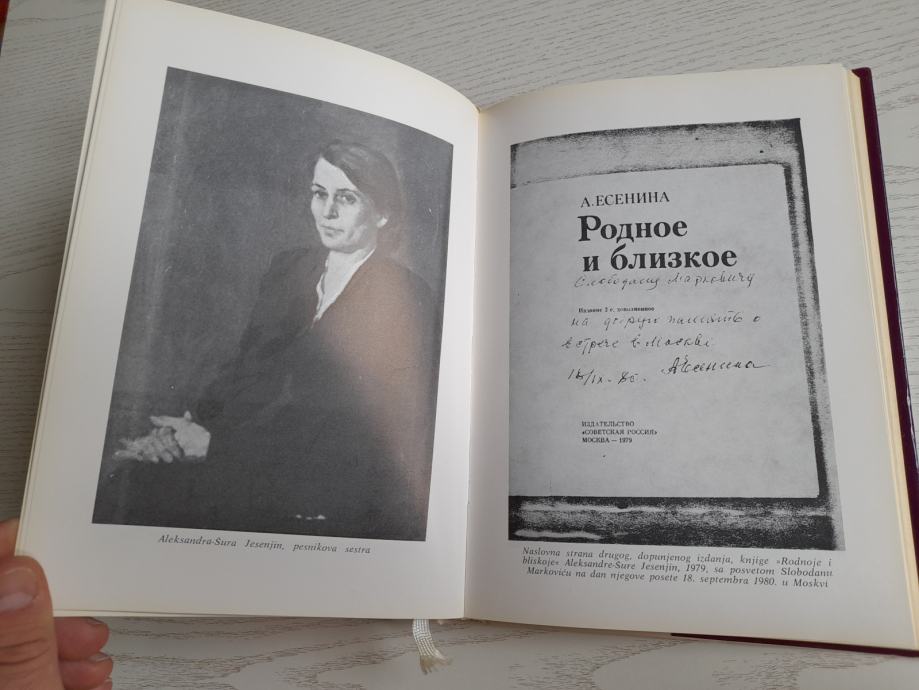 Aleksandra-Šura Jesenjin, pesnikova sestra
А.ЕСЕНИНА
Родное
и близкое
Слободану Марковичу
Издание 2-е, дополненное
на добрую память о
встрече в Москве.
18/IX-80. АЕсенина
ИЗДАТЕЛЬСТВО
«СОВЕТСКАЯ РОССИЯ»
МОСКВА — 1979
Naslovna strana drugog, dopunjenog izdanja, knjige »Rodnoje i
bliskoje« Aleksandre-Šure Jesenjin, 1979, sa posvetom Slobodanu
Markoviću na dan njegove posete 18. septembra 1980. u Moskvi